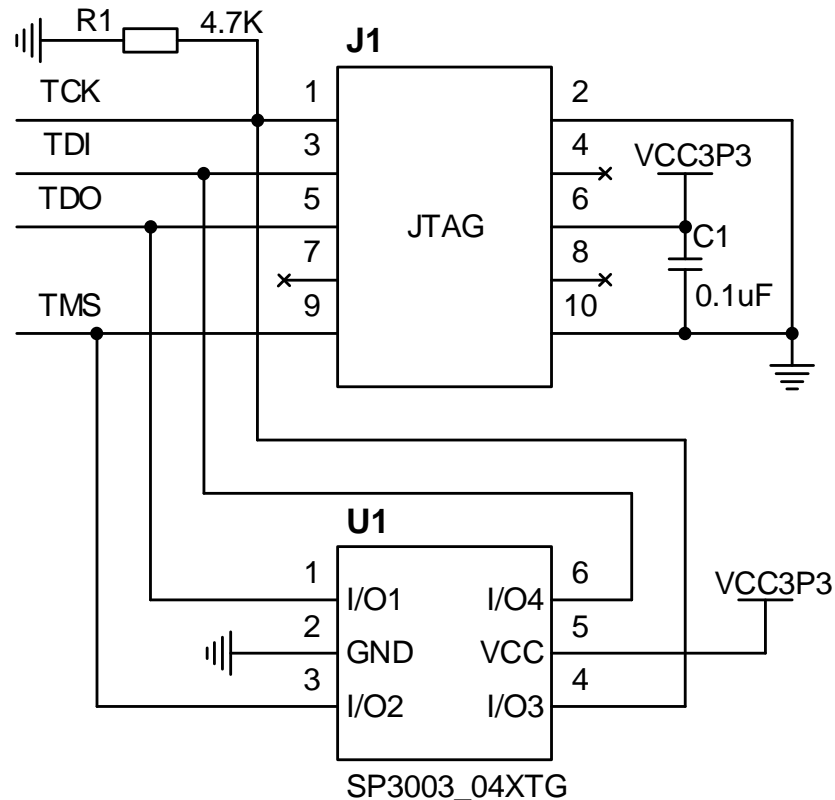 R1 4.7K
J1
TCK 1 2
TDI 3 4 VCC3P3
TDO 5 6
JTAG
7 8 C1
TMS 9 10 0.1uF
U1
1 6 VCC3P3
I/O1 I/O4
2 5
GND VCC
3 4
I/O2 I/O3
SP3003_04XTG